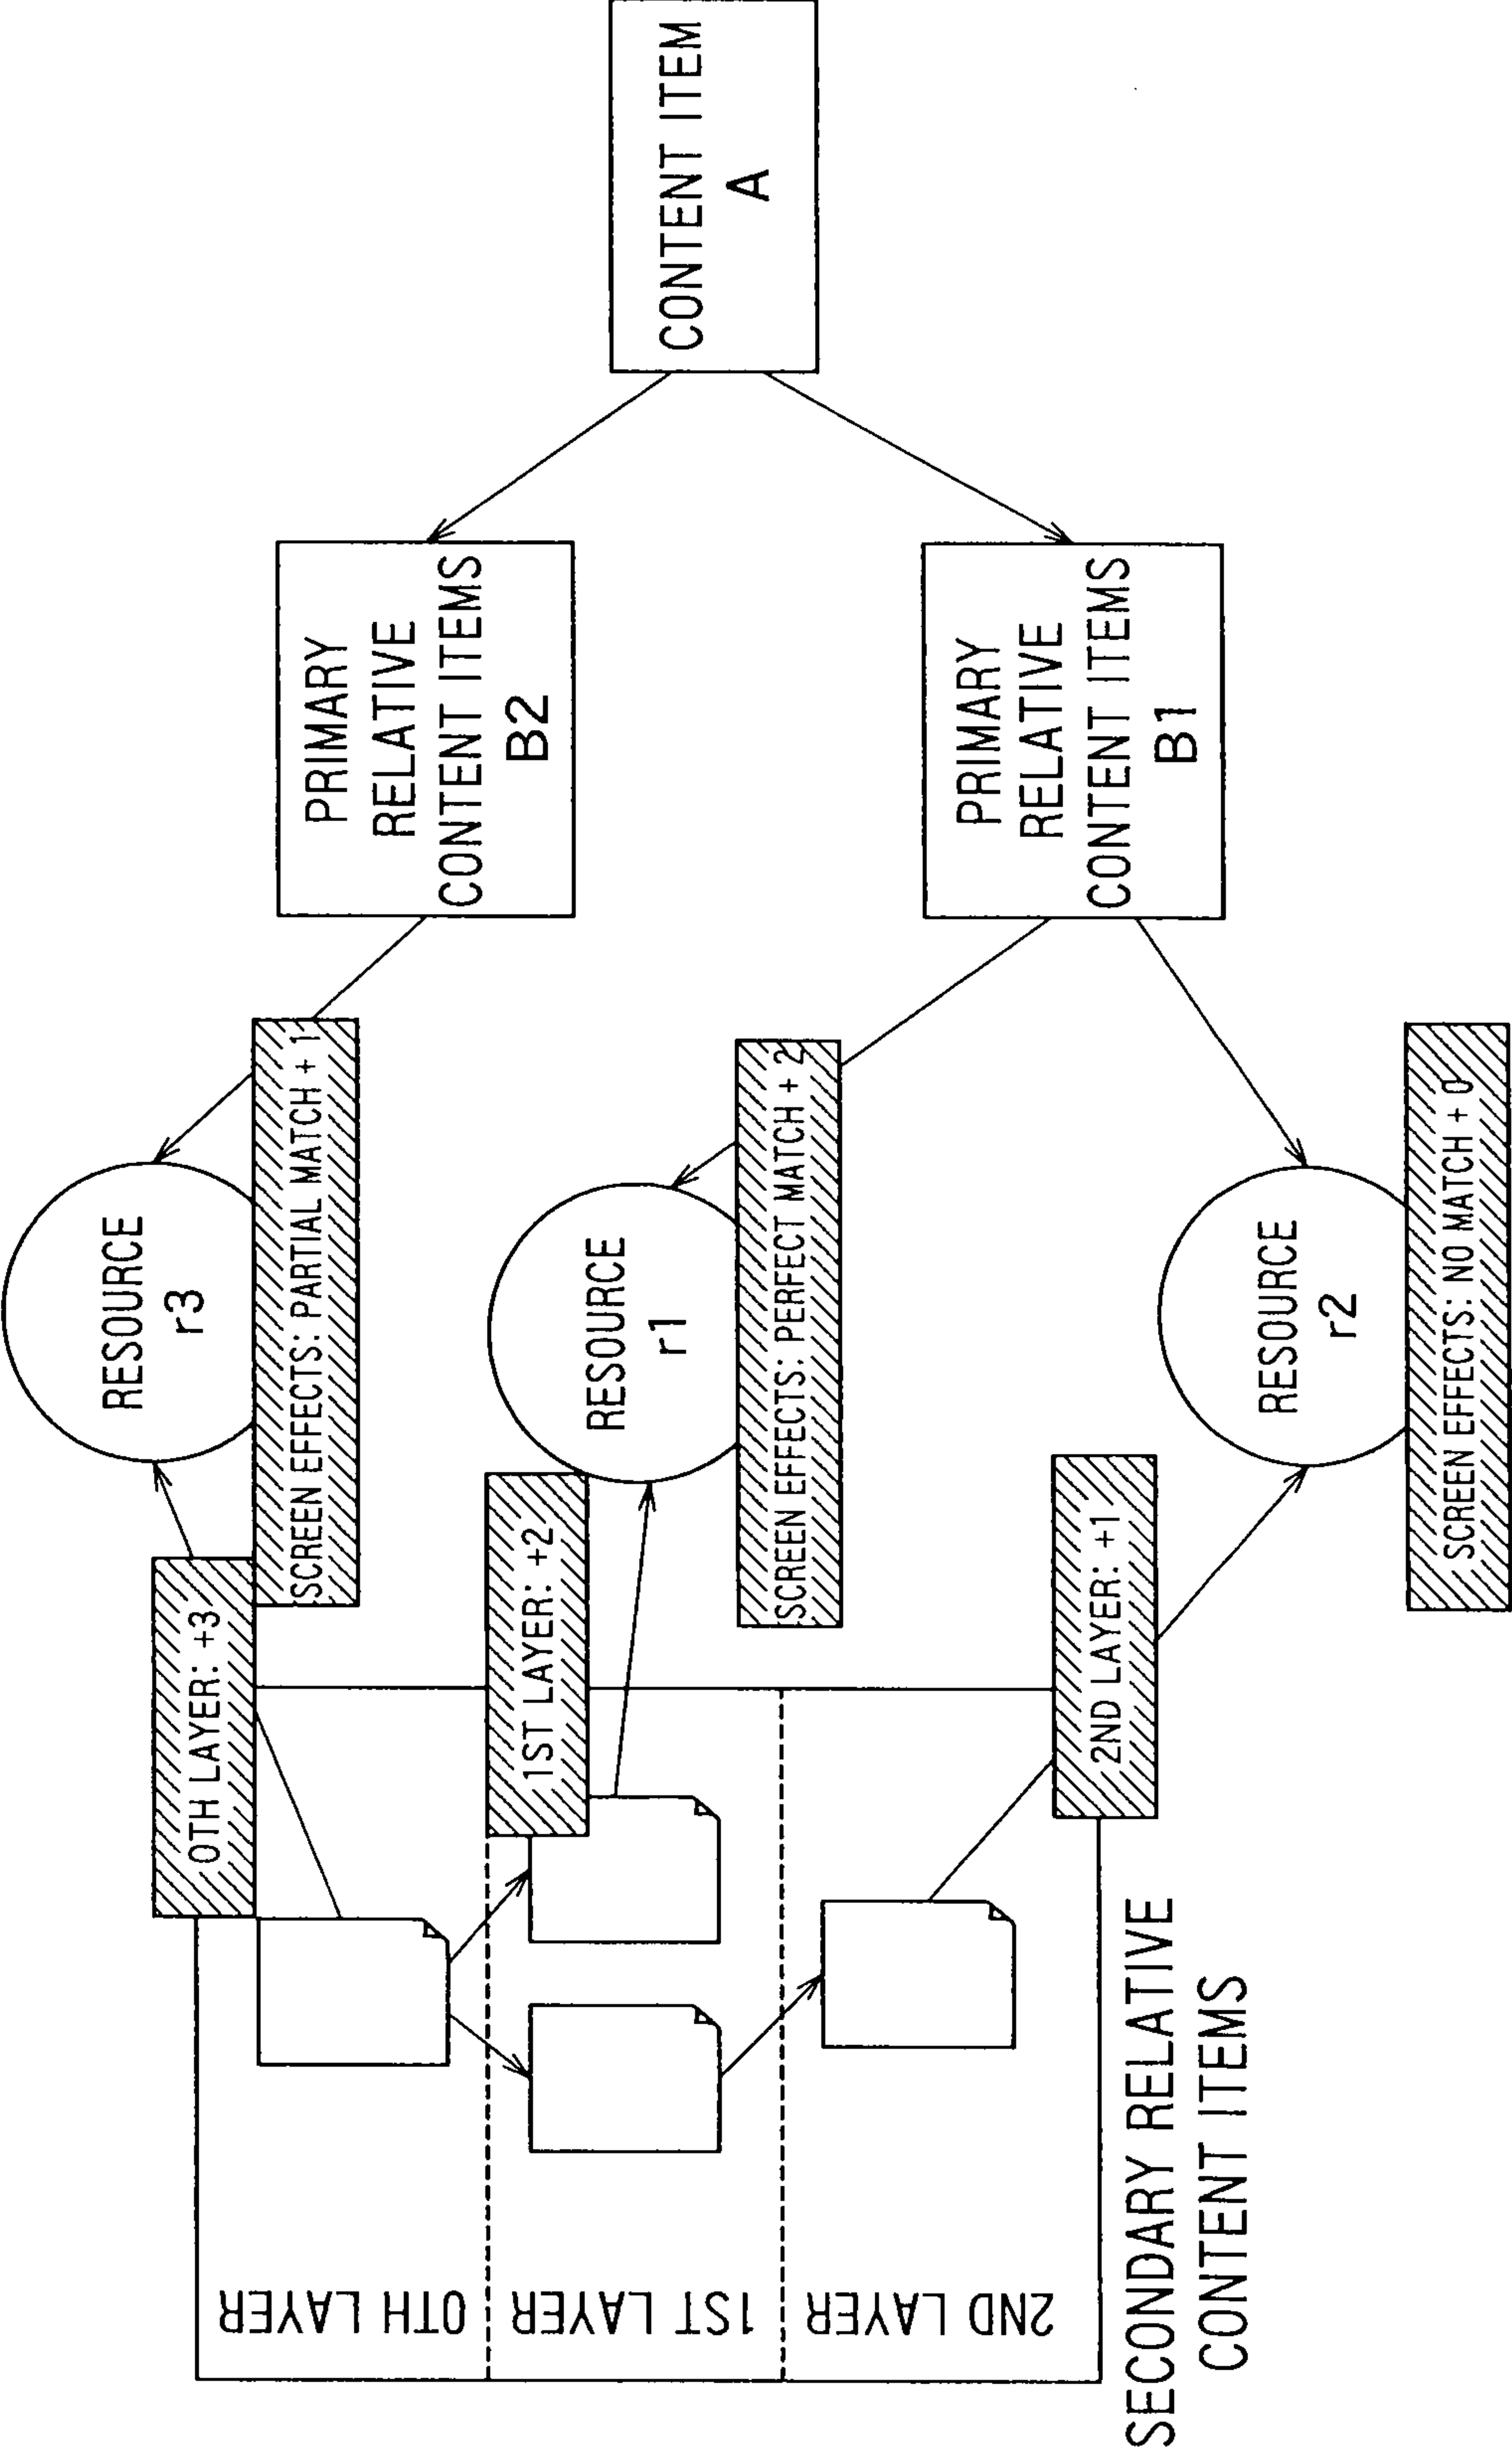 SECONDARY RELATIVE
CONTENT ITEMS
0TH LAYER
1ST LAYER
2ND LAYER
0TH LAYER: +3
1ST LAYER: +2
2ND LAYER: +1
RESOURCE
r3
SCREEN EFFECTS: PARTIAL MATCH + 1
RESOURCE
r1
SCREEN EFFECTS: PERFECT MATCH + 2
RESOURCE
r2
SCREEN EFFECTS: NO MATCH + 0
PRIMARY
RELATIVE
CONTENT ITEMS
B2
PRIMARY
RELATIVE
CONTENT ITEMS
B1
CONTENT ITEM
A